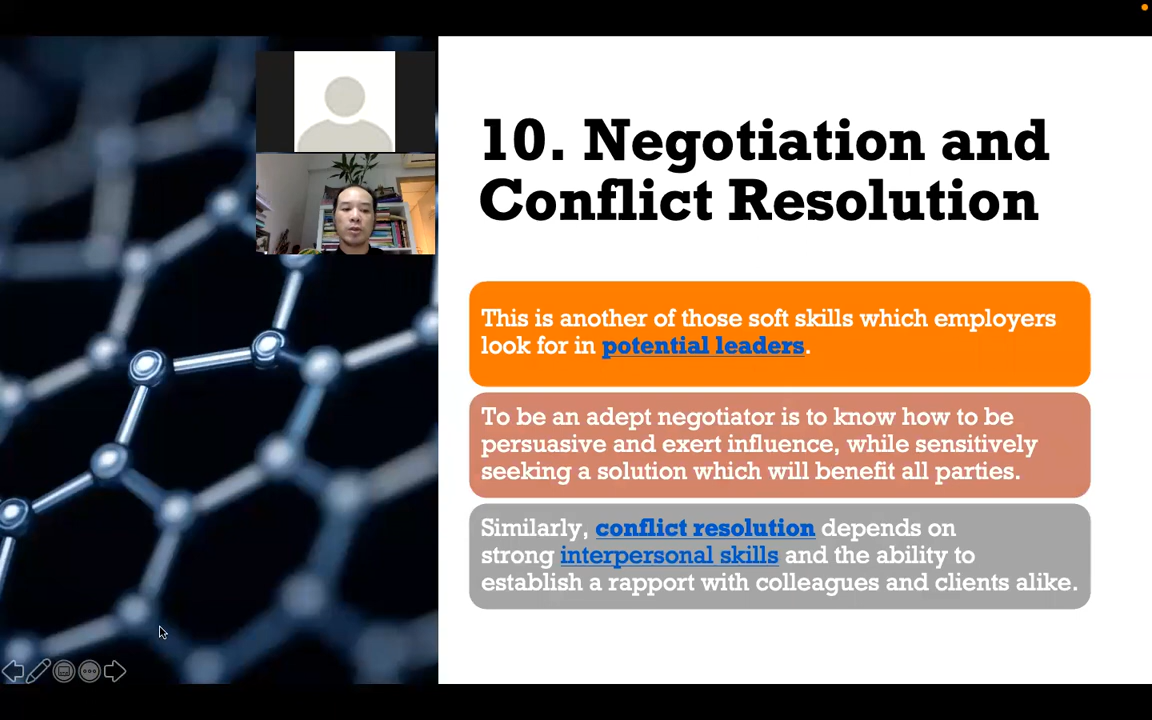 10. Negotiation and
Conflict Resolution
This is another of those soft skills which employers
look for in potential leaders.
To be an adept negotiator is to know how to be
persuasive and exert influence, while sensitively
seeking a solution which will benefit all parties.
Similarly, conflict resolution depends on
strong interpersonal skills and the ability to
establish a rapport with colleagues and clients alike.